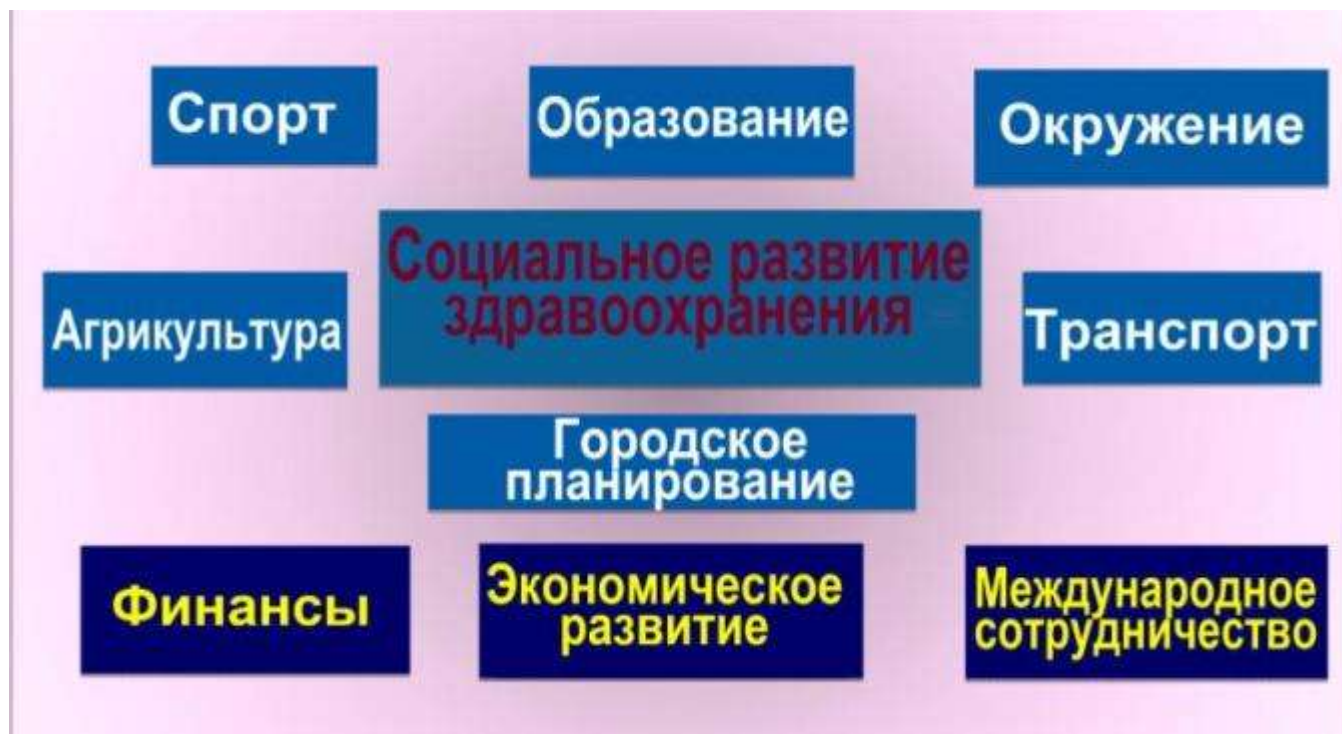 Спорт
Образование
Окружение
Социальное развитие
здравоохранения
Агрикультура
Транспорт
Городское
планирование
Финансы
Экономическое
развитие
Международное
сотрудничество